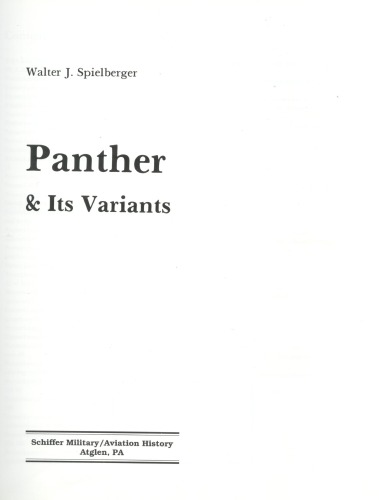 Walter J. Spielberger
Panther
& Its Variants
Schiffer Military/Aviation History
Atglen, PA